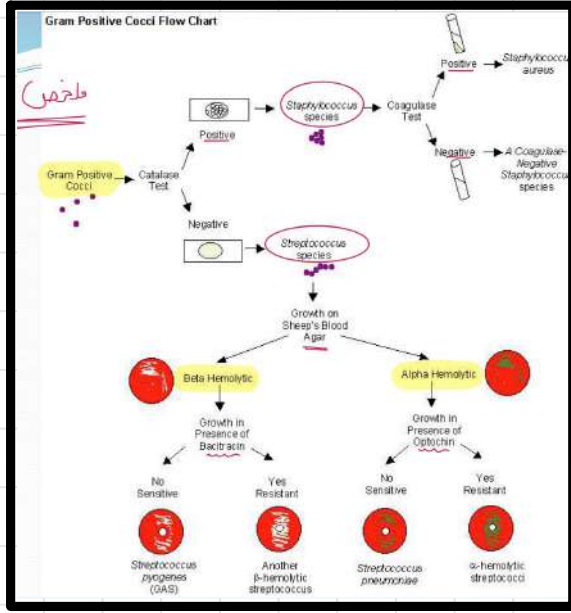 Gram Positive Cocci Flow Chart
ملخص
Positive
Staphylococcus
aureus
Staphylococcus
species
Coagulase
Test
Positive
Negative
A Coagulase-
Negative
Staphylococcus
species
Gram Positive
Cocci
Catalase
Test
Negative
Streptococcus
species
Growth on
Sheep's Blood
Agar
Beta Hemolytic
Alpha Hemolytic
Growth in
Presence of
Bacitracin
Growth in
Presence of
Optochin
No
Sensitive
Yes
Resistant
No
Sensitive
Yes
Resistant
Streptococcus
pyogenes
(GAS)
Another
β-hemolytic
streptococcus
Streptococcus
pneumoniae
α-hemolytic
streptococci